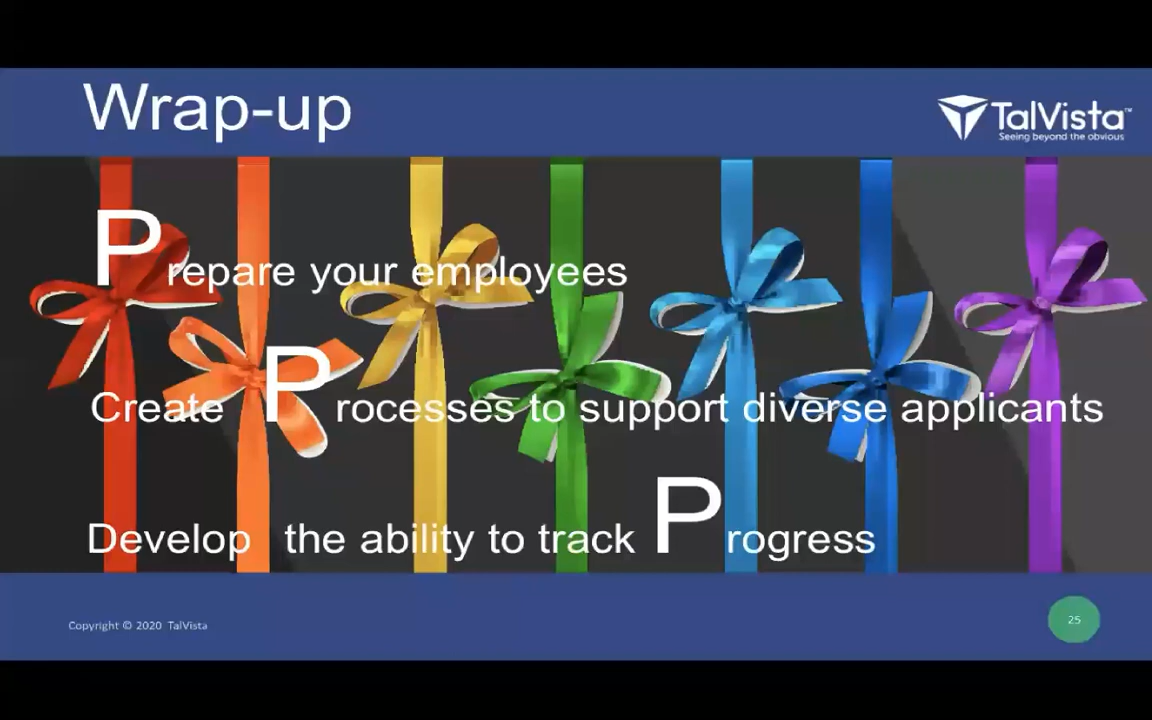 Wrap-up
TalVista™
Seeing beyond the obvious
Prepare your employees
Create Processes to support diverse applicants
Develop the ability to track Progress
Copyright © 2020 TalVista
25